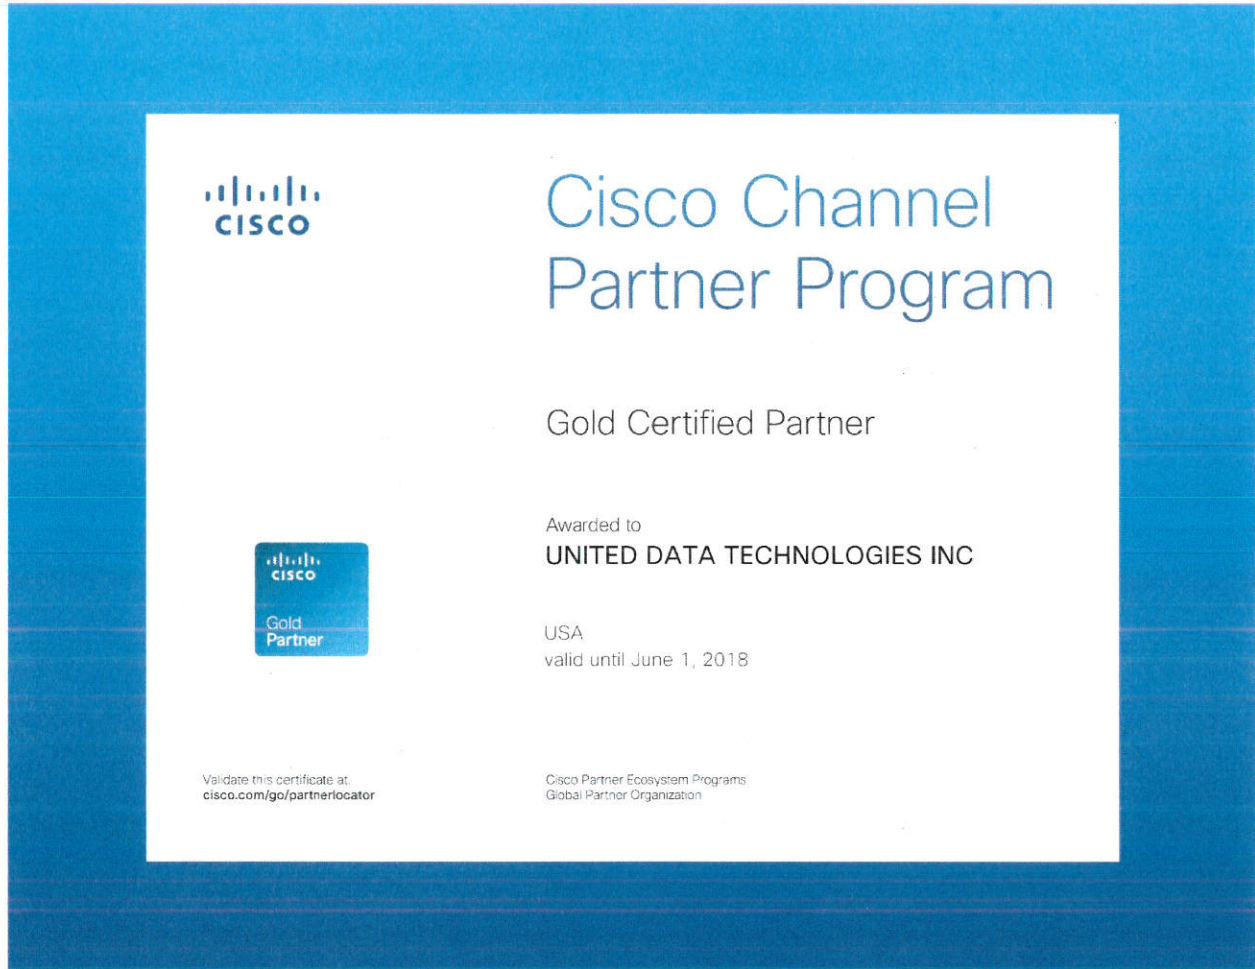 CISCO
Cisco Channel
Partner Program
Gold Certified Partner
Awarded to
UNITED DATA TECHNOLOGIES INC
CISCO
Gold
Partner
USA
valid until June 1, 2018
Validate this certificate at
cisco.com/go/partnerlocator
Cisco Partner Ecosystem Programs
Global Partner Organization